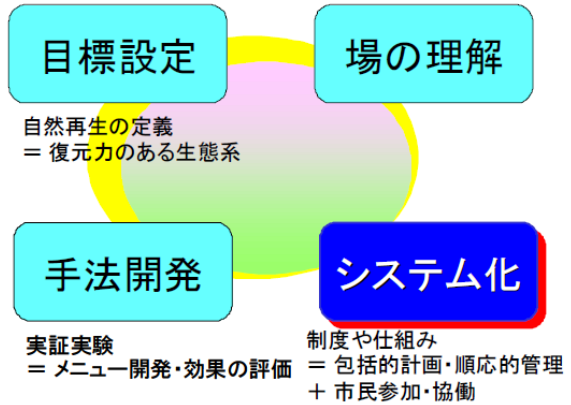 目標設定
場の理解
自然再生の定義
＝ 復元力のある生態系
手法開発
システム化
実証実験
＝ メニュー開発・効果の評価
制度や仕組み
＝ 包括的計画・順応的管理
＋ 市民参加・協働